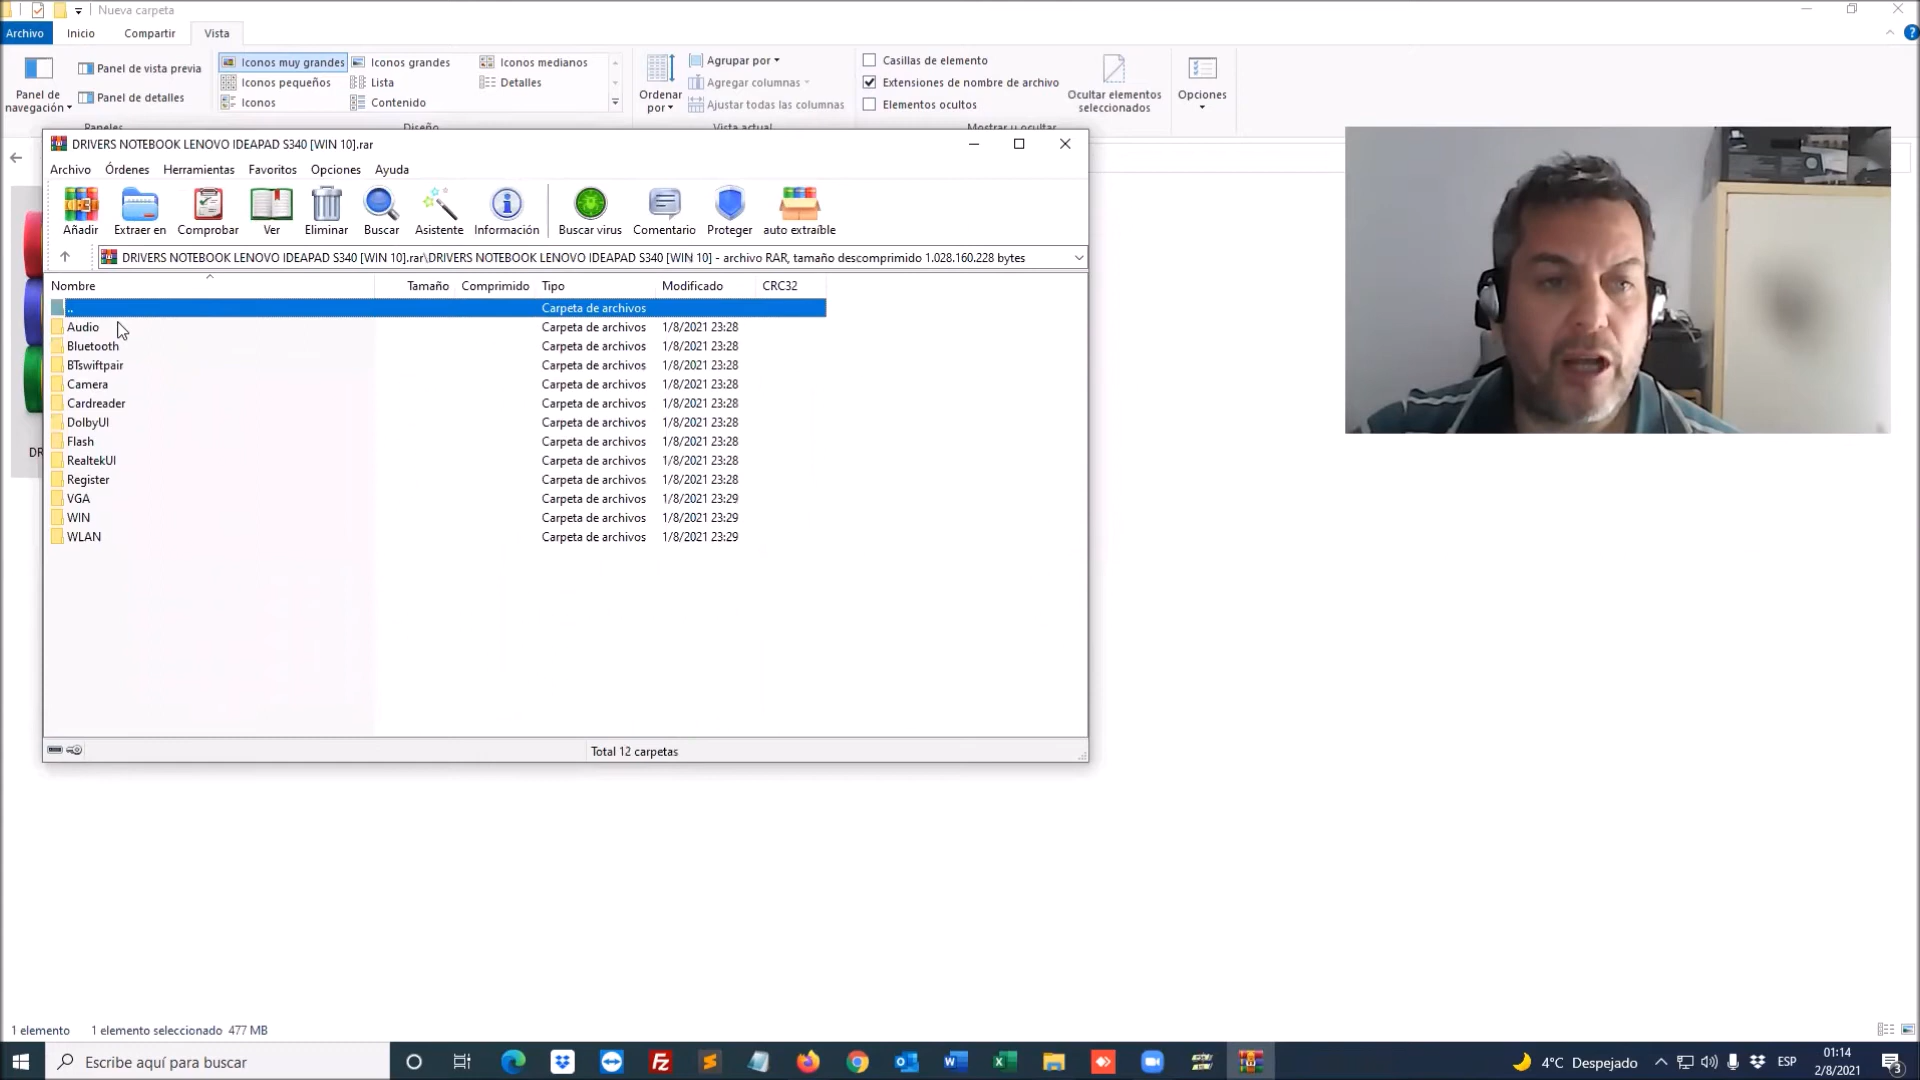 Nueva carpeta
Archivo Inicio Compartir Vista
Panel de navegación
Panel de vista previa
Panel de detalles
Paneles
Iconos muy grandes Iconos grandes Iconos medianos
Iconos pequeños Lista Detalles
Iconos Contenido
Diseño
Ordenar por
Agrupar por
Agregar columnas
Ajustar todas las columnas
Vista actual
Casillas de elemento
Extensiones de nombre de archivo
Elementos ocultos
Ocultar elementos seleccionados
Mostrar u ocultar
Opciones
DRIVERS NOTEBOOK LENOVO IDEAPAD S340 [WIN 10].rar
Archivo Órdenes Herramientas Favoritos Opciones Ayuda
Añadir Extraer en Comprobar Ver Eliminar Buscar Asistente Información Buscar virus Comentario Proteger auto extraíble
DRIVERS NOTEBOOK LENOVO IDEAPAD S340 [WIN 10].rar\DRIVERS NOTEBOOK LENOVO IDEAPAD S340 [WIN 10] - archivo RAR, tamaño descomprimido 1.028.160.228 bytes
Nombre Tamaño Comprimido Tipo Modificado CRC32
.. Carpeta de archivos
Audio Carpeta de archivos 1/8/2021 23:28
Bluetooth Carpeta de archivos 1/8/2021 23:28
BTswiftpair Carpeta de archivos 1/8/2021 23:28
Camera Carpeta de archivos 1/8/2021 23:28
Cardreader Carpeta de archivos 1/8/2021 23:28
DolbyUI Carpeta de archivos 1/8/2021 23:28
Flash Carpeta de archivos 1/8/2021 23:28
RealtekUI Carpeta de archivos 1/8/2021 23:28
Register Carpeta de archivos 1/8/2021 23:28
VGA Carpeta de archivos 1/8/2021 23:29
WIN Carpeta de archivos 1/8/2021 23:29
WLAN Carpeta de archivos 1/8/2021 23:29
DR
Total 12 carpetas
1 elemento 1 elemento seleccionado 477 MB
Escribe aquí para buscar
4°C Despejado
ESP
01:14
2/8/2021
3